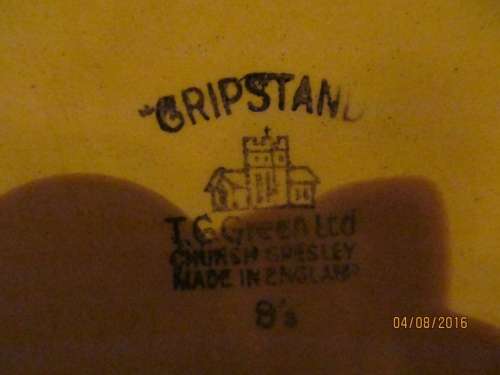 "GRIPSTAND
T.G Green Ltd
CHURCH GRESLEY
MADE IN ENGLAND
8's
04/08/2016